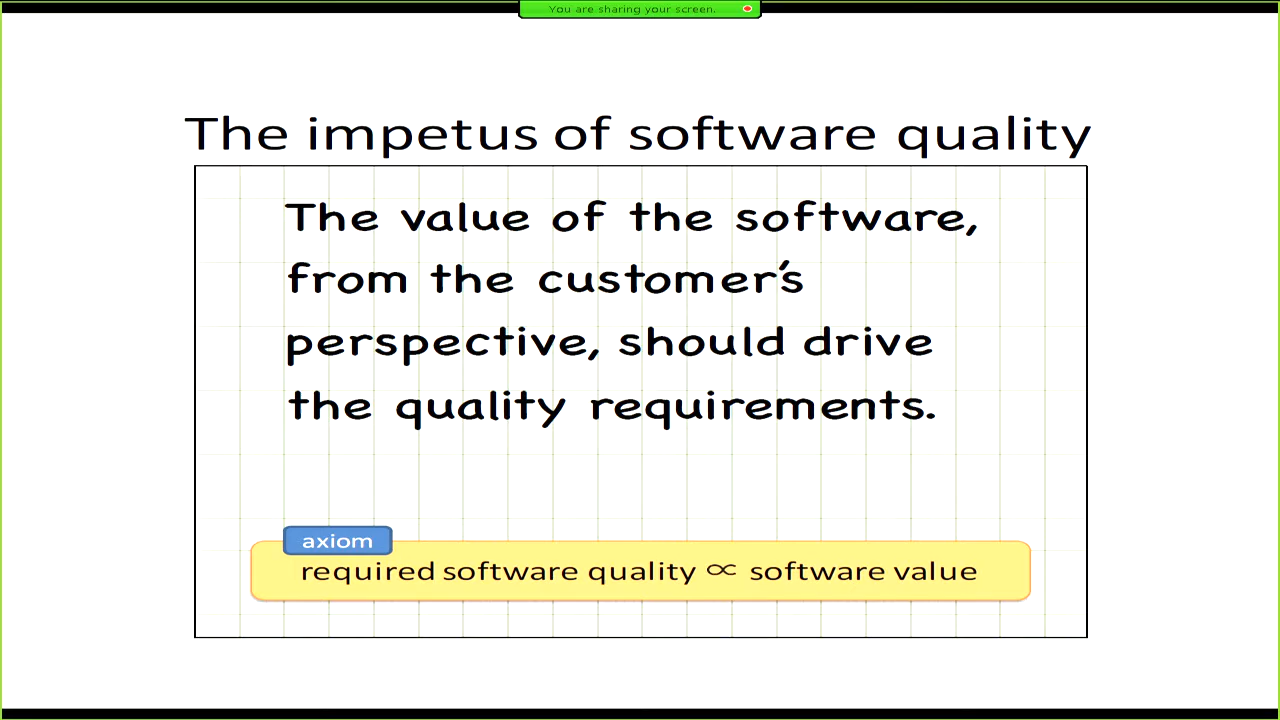 You are sharing your screen.
The impetus of software quality
The value of the software,
from the customer's
perspective, should drive
the quality requirements.
axiom
required software quality ∝ software value